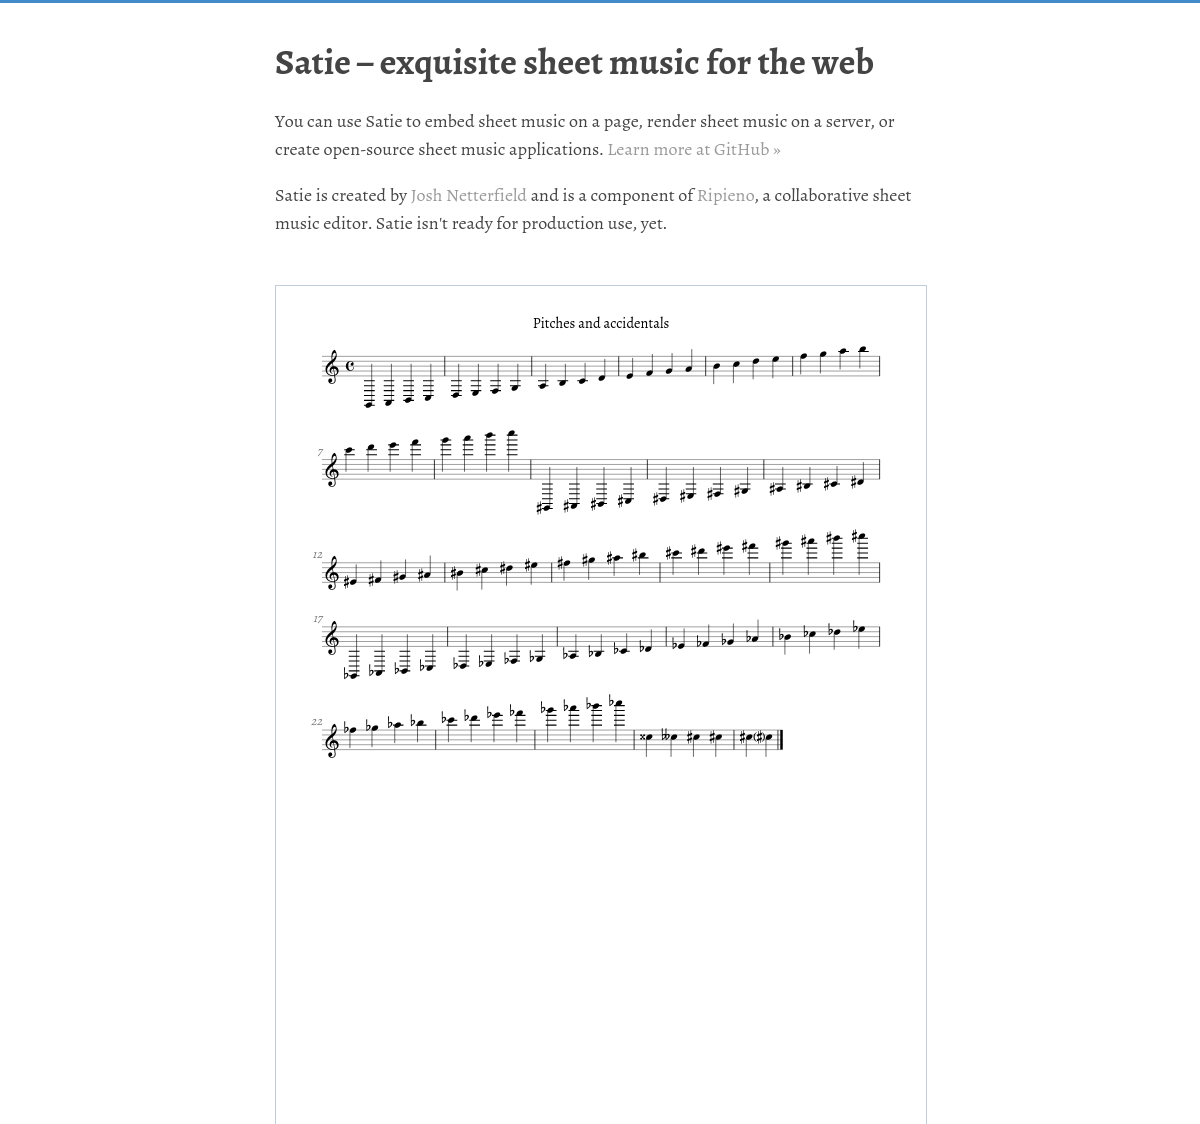 Satie – exquisite sheet music for the web
You can use Satie to embed sheet music on a page, render sheet music on a server, or
create open-source sheet music applications. Learn more at GitHub »
Satie is created by Josh Netterfield and is a component of Ripieno, a collaborative sheet
music editor. Satie isn't ready for production use, yet.
Pitches and accidentals
7
12
17
22